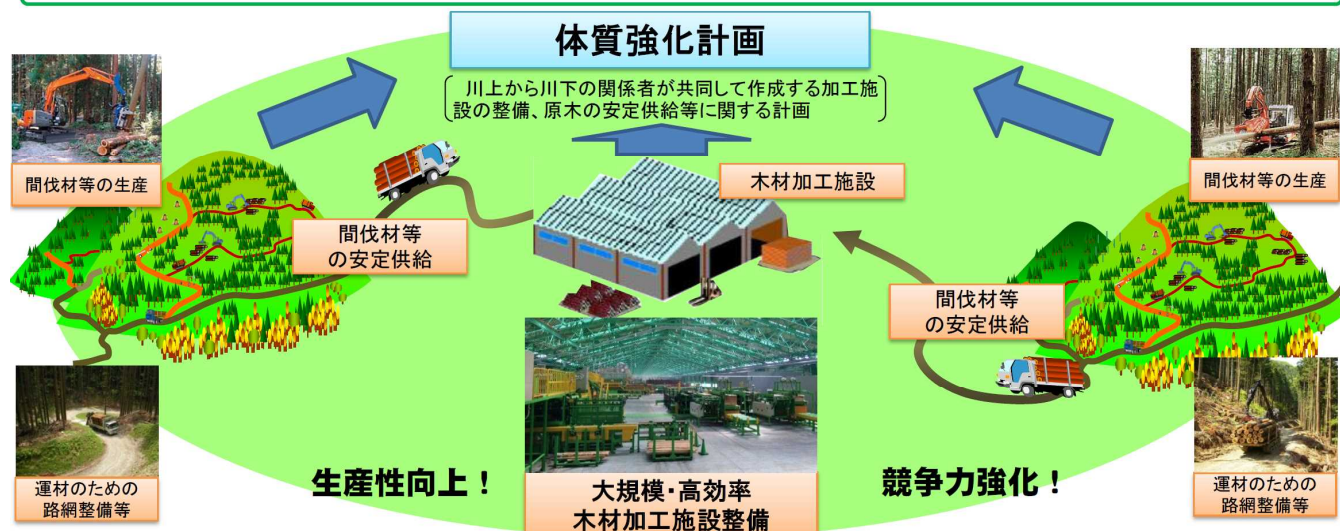 体質強化計画
川上から川下の関係者が共同して作成する加工施
設の整備、原木の安定供給等に関する計画
間伐材等の生産
間伐材等の生産
木材加工施設
間伐材等
の安定供給
間伐材等
の安定供給
運材のための
路網整備等
生産性向上！
大規模・高効率
木材加工施設整備
競争力強化！
運材のための
路網整備等